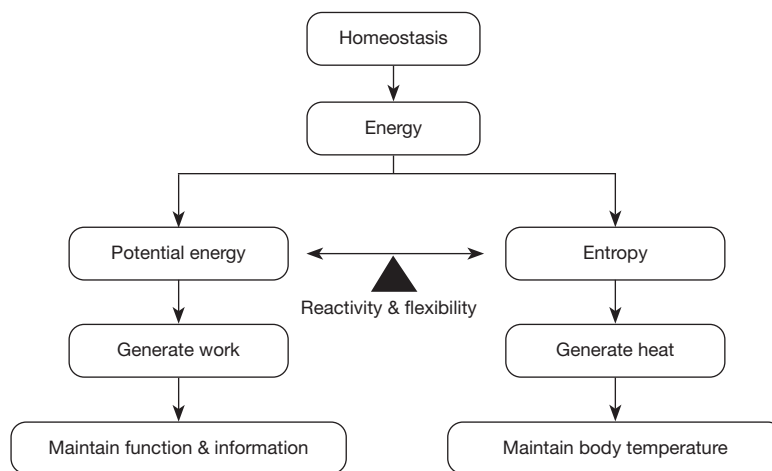 Homeostasis
Energy
Potential energy
Entropy
Reactivity & flexibility
Generate work
Generate heat
Maintain function & information
Maintain body temperature